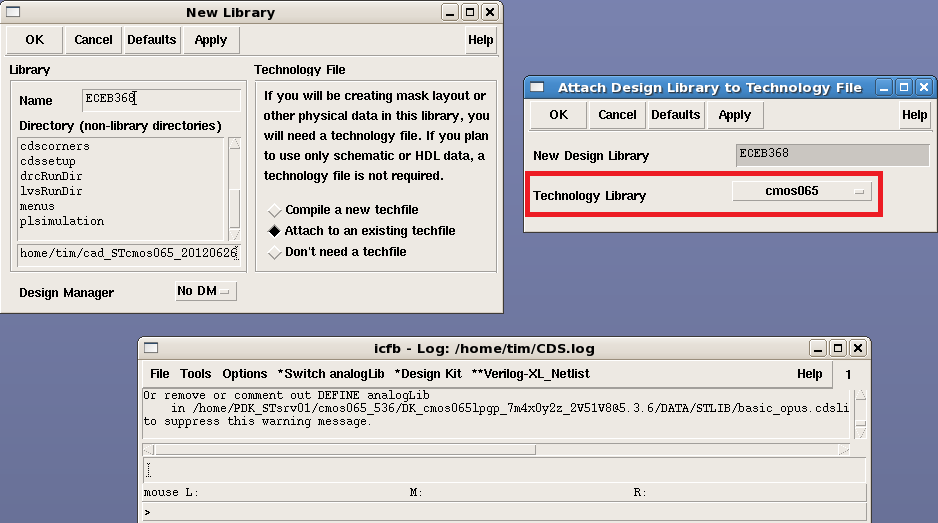 New Library
OK Cancel Defaults Apply Help
Library
Name ECEB368
Directory (non-library directories)
cdscorners
cdssetup
drcRunDir
lvsRunDir
menus
plsimulation
home/tim/cad_STcmos065_20120626
Design Manager No DM
Technology File
If you will be creating mask layout or
other physical data in this library, you
will need a technology file. If you plan
to use only schematic or HDL data, a
technology file is not required.
Compile a new techfile
Attach to an existing techfile
Don't need a techfile
Attach Design Library to Technology File
OK Cancel Defaults Apply Help
New Design Library ECEB368
Technology Library cmos065
icfb - Log: /home/tim/CDS.log
File Tools Options *Switch analogLib *Design Kit **Verilog-XL_Netlist Help 1
Or remove or comment out DEFINE analogLib
in /home/PDK_STsrv01/cmos065_536/DK_cmos065lpgp_7m4x0y2z_2V51V8@5.3.6/DATA/STLIB/basic_opus.cdsli
to suppress this warning message.
mouse L: M: R:
>